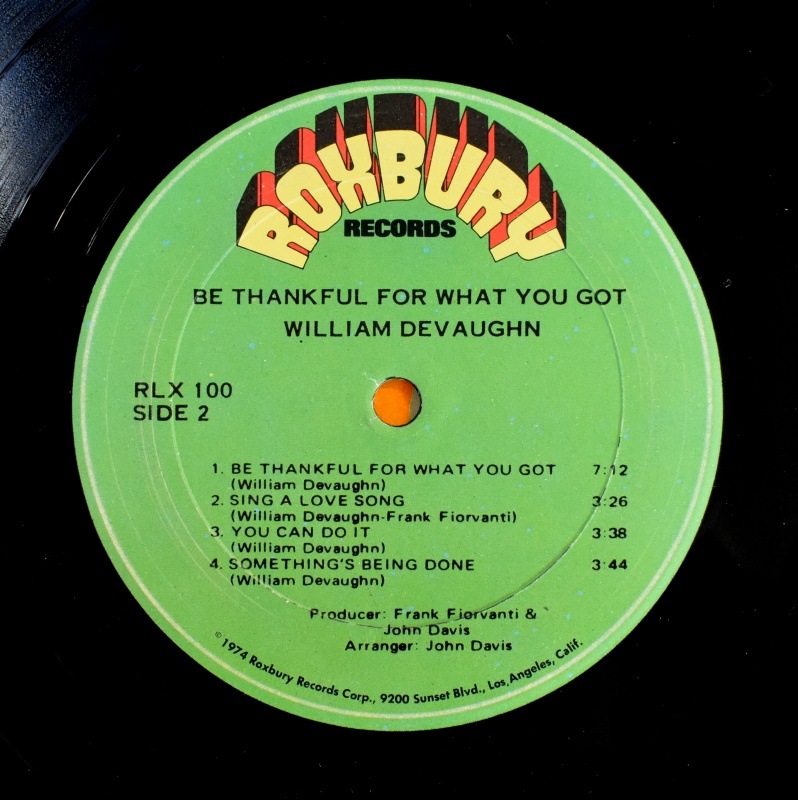 ROXBURY
RECORDS
BE THANKFUL FOR WHAT YOU GOT
WILLIAM DEVAUGHN
RLX 100
SIDE 2
1. BE THANKFUL FOR WHAT YOU GOT 7:12
(William Devaughn)
2. SING A LOVE SONG 3:26
(William Devaughn-Frank Fiorvanti)
3. YOU CAN DO IT 3:38
(William Devaughn)
4. SOMETHING'S BEING DONE 3:44
(William Devaughn)
Producer: Frank Fiorvanti &
John Davis
Arranger: John Davis
©1974 Roxbury Records Corp., 9200 Sunset Blvd., Los Angeles, Calif.